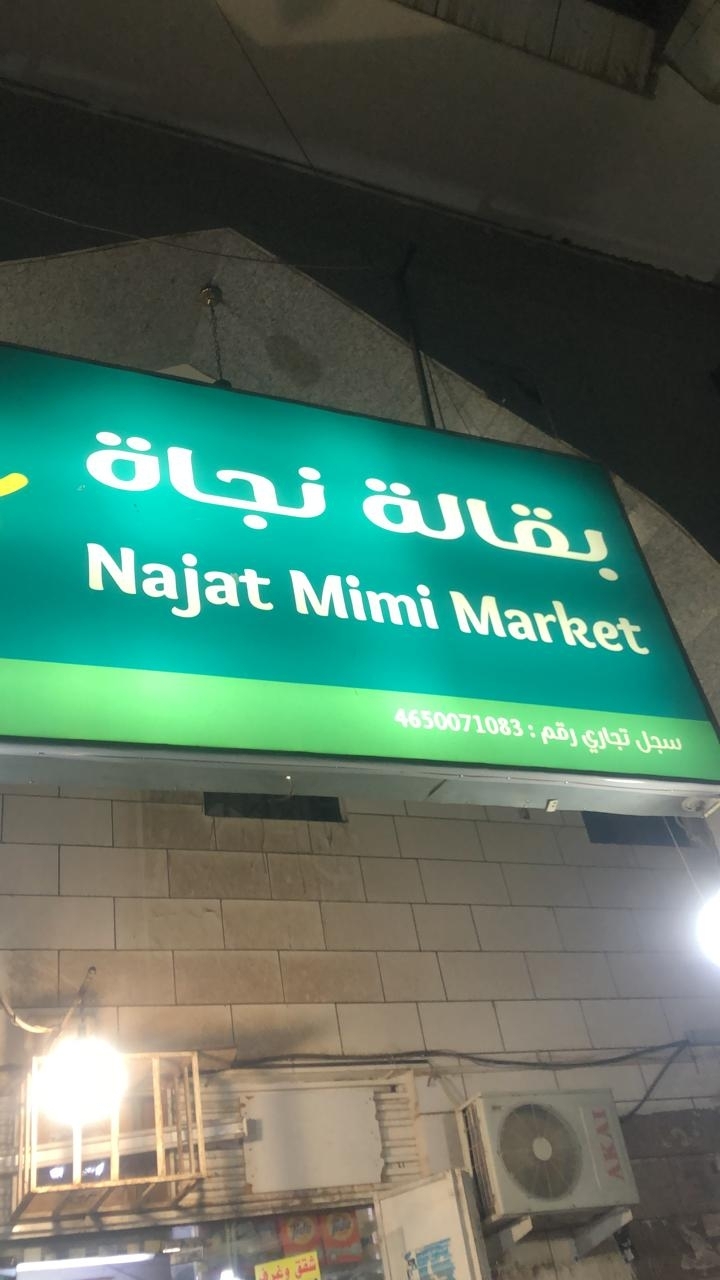 بقالة نجاة
Najat Mimi Market
سجل تجاري رقم : 4650071083
AKAI
شقق وغرف